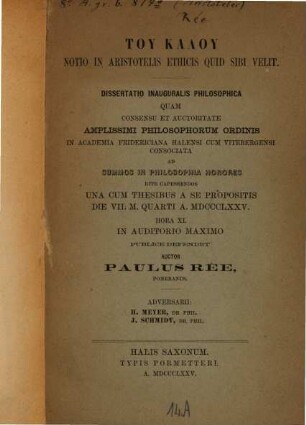 ΤΟΥ ΚΑΛΟΥ
NOTIO IN ARISTOTELIS ETHICIS QUID SIBI VELIT.
DISSERTATIO INAUGURALIS PHILOSOPHICA
QUAM
CONSENSU ET AUCTORITATE
AMPLISSIMI PHILOSOPHORUM ORDINIS
IN ACADEMIA FRIDERICIANA HALENSI CUM VITEBERGENSI
CONSOCIATA
AD
SUMMOS IN PHILOSOPHIA HONORES
RITE CAPESSENDOS
UNA CUM THESIBUS A SE PROPOSITIS
DIE VII. M. QUARTI A. MDCCCLXXV.
HORA XI.
IN AUDITORIO MAXIMO
PUBLICE DEFENDET
AUCTOR
PAULUS RÉE,
POMERANUS.
ADVERSARII:
H. MEYER, DR. PHIL.
J. SCHMIDT, DR. PHIL.
HALIS SAXONUM.
TYPIS FORMETTERI.
A. MDCCCLXXV.